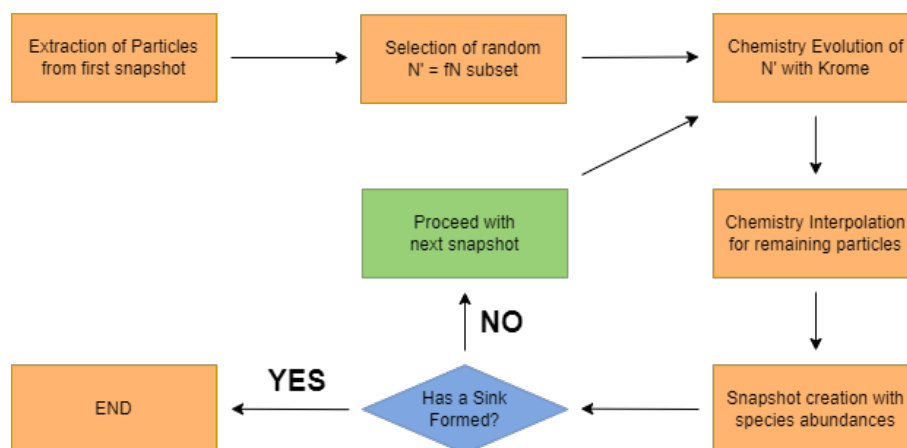 Extraction of Particles
from first snapshot
Selection of random
N' = fN subset
Chemistry Evolution of
N' with Krome
Proceed with
next snapshot
Chemistry Interpolation
for remaining particles
NO
YES
END
Has a Sink
Formed?
Snapshot creation with
species abundances